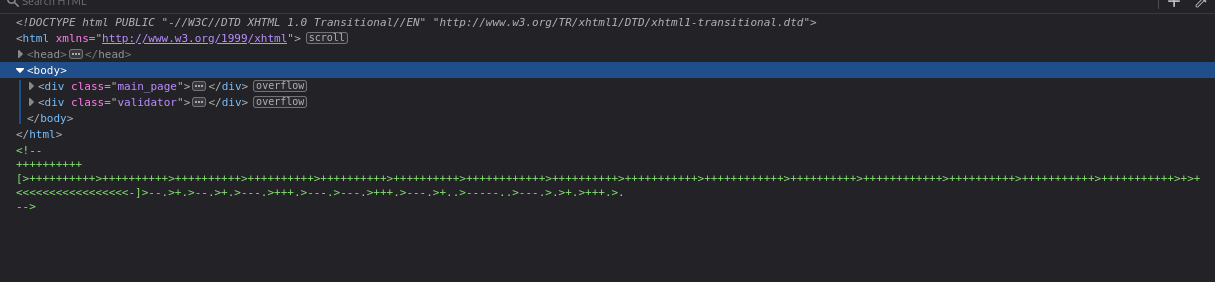 Search HTML
<!DOCTYPE html PUBLIC "-//W3C//DTD XHTML 1.0 Transitional//EN" "http://www.w3.org/TR/xhtml1/DTD/xhtml1-transitional.dtd">
<html xmlns="http://www.w3.org/1999/xhtml"> scroll
<head>⋯</head>
<body>
<div class="main_page">⋯</div> overflow
<div class="validator">⋯</div> overflow
</body>
</html>
<!--
++++++++++
[>++++++++++>++++++++++>++++++++++>++++++++++>++++++++++>++++++++++>++++++++++++>++++++++++>+++++++++++>++++++++++++>++++++++++>++++++++++++>++++++++++>+++++++++++>+++++++++++>+>+
<<<<<<<<<<<<<<<<<-]>--.>+.>--.>+.>---.>+++.>---.>---.>+++.>---.>+..>-----..>---.>.>+.>+++.>.
-->